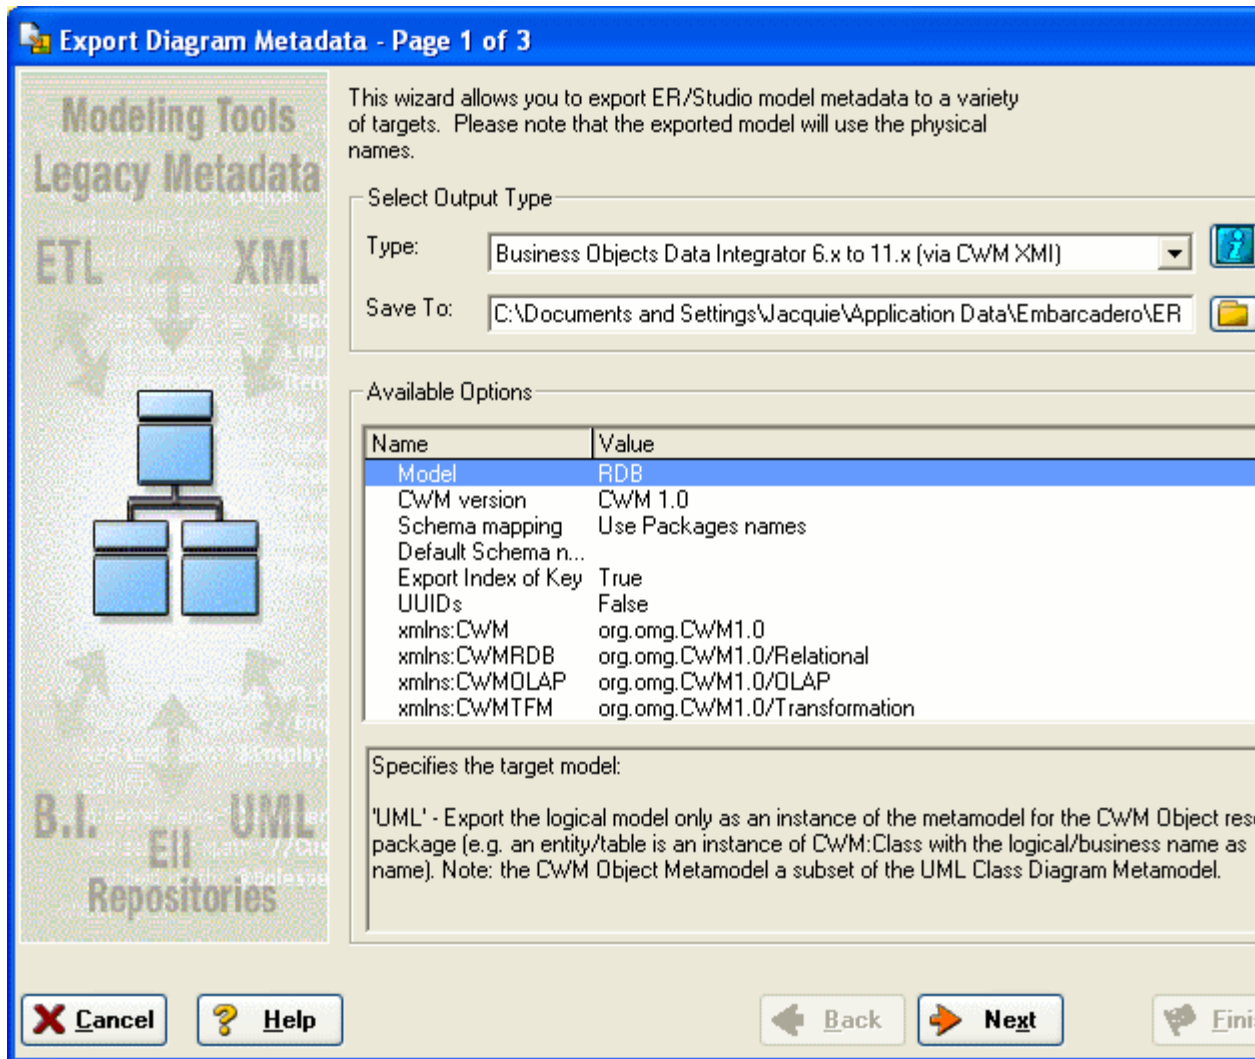 Export Diagram Metadata - Page 1 of 3
Modeling Tools
Legacy Metadata
ETL
XML
B.I.
EII
UML
Repositories
This wizard allows you to export ER/Studio model metadata to a variety
of targets. Please note that the exported model will use the physical
names.
Select Output Type
Type:
Business Objects Data Integrator 6.x to 11.x (via CWM XMI)
Save To:
C:\Documents and Settings\Jacquie\Application Data\Embarcadero\ER
Available Options
Name Value
Model RDB
CWM version CWM 1.0
Schema mapping Use Packages names
Default Schema n...
Export Index of Key True
UUIDs False
xmlns:CWM org.omg.CWM1.0
xmlns:CWMRDB org.omg.CWM1.0/Relational
xmlns:CWMOLAP org.omg.CWM1.0/OLAP
xmlns:CWMTFM org.omg.CWM1.0/Transformation
Specifies the target model:
'UML' - Export the logical model only as an instance of the metamodel for the CWM Object
package (e.g. an entity/table is an instance of CWM:Class with the logical/business name as
name). Note: the CWM Object Metamodel a subset of the UML Class Diagram Metamodel.
Cancel
Help
Back
Next